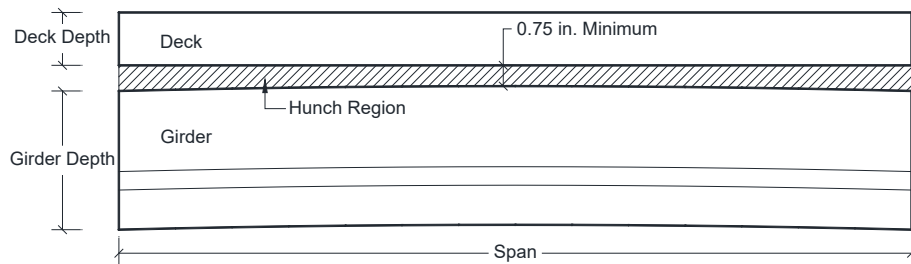 Deck Depth
Deck
0.75 in. Minimum
Hunch Region
Girder
Girder Depth
Span